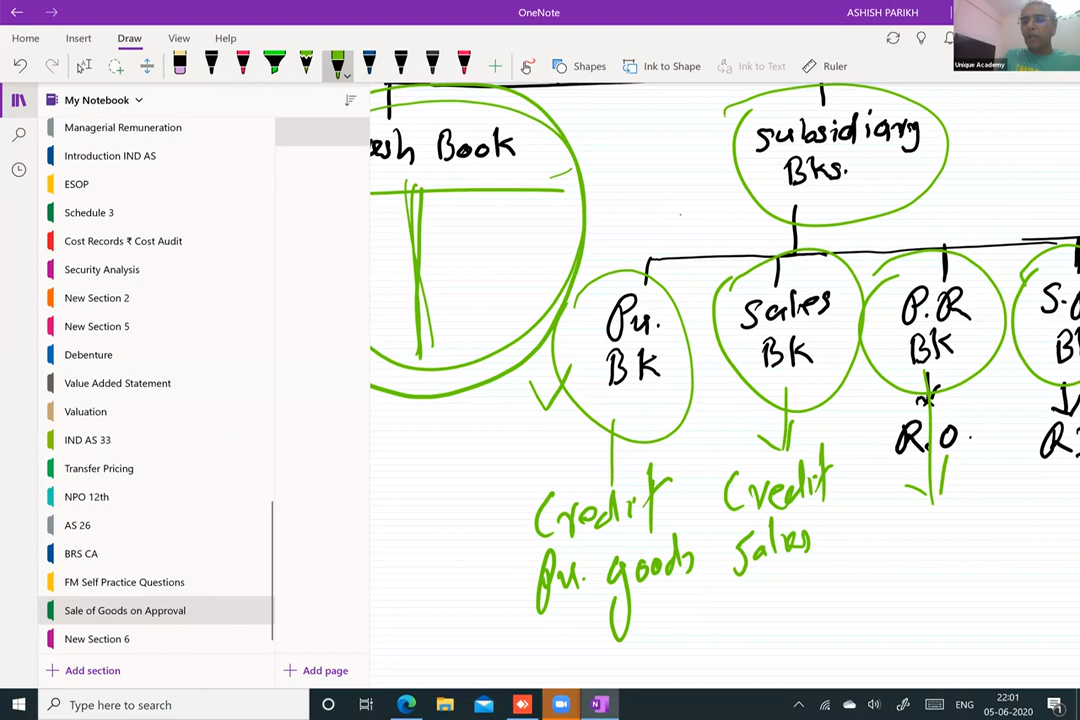 OneNote
ASHISH PARIKH
Home Insert Draw View Help
Unique Academy
Shapes Ink to Shape Ink to Text Ruler
My Notebook
Managerial Remuneration
Introduction IND AS
ESOP
Schedule 3
Cost Records ₹ Cost Audit
Security Analysis
New Section 2
New Section 5
Debenture
Value Added Statement
Valuation
IND AS 33
Transfer Pricing
NPO 12th
AS 26
BRS CA
FM Self Practice Questions
Sale of Goods on Approval
New Section 6
Add section
Add page
esh Book
Subsidiary
Bks.
Pu.
BK
Sales
BK
P.R
BK
R.O.
S.
B
R.
Credit
Pu. goods
Credit
Sales
Type here to search
ENG
22:01
05-06-2020
1